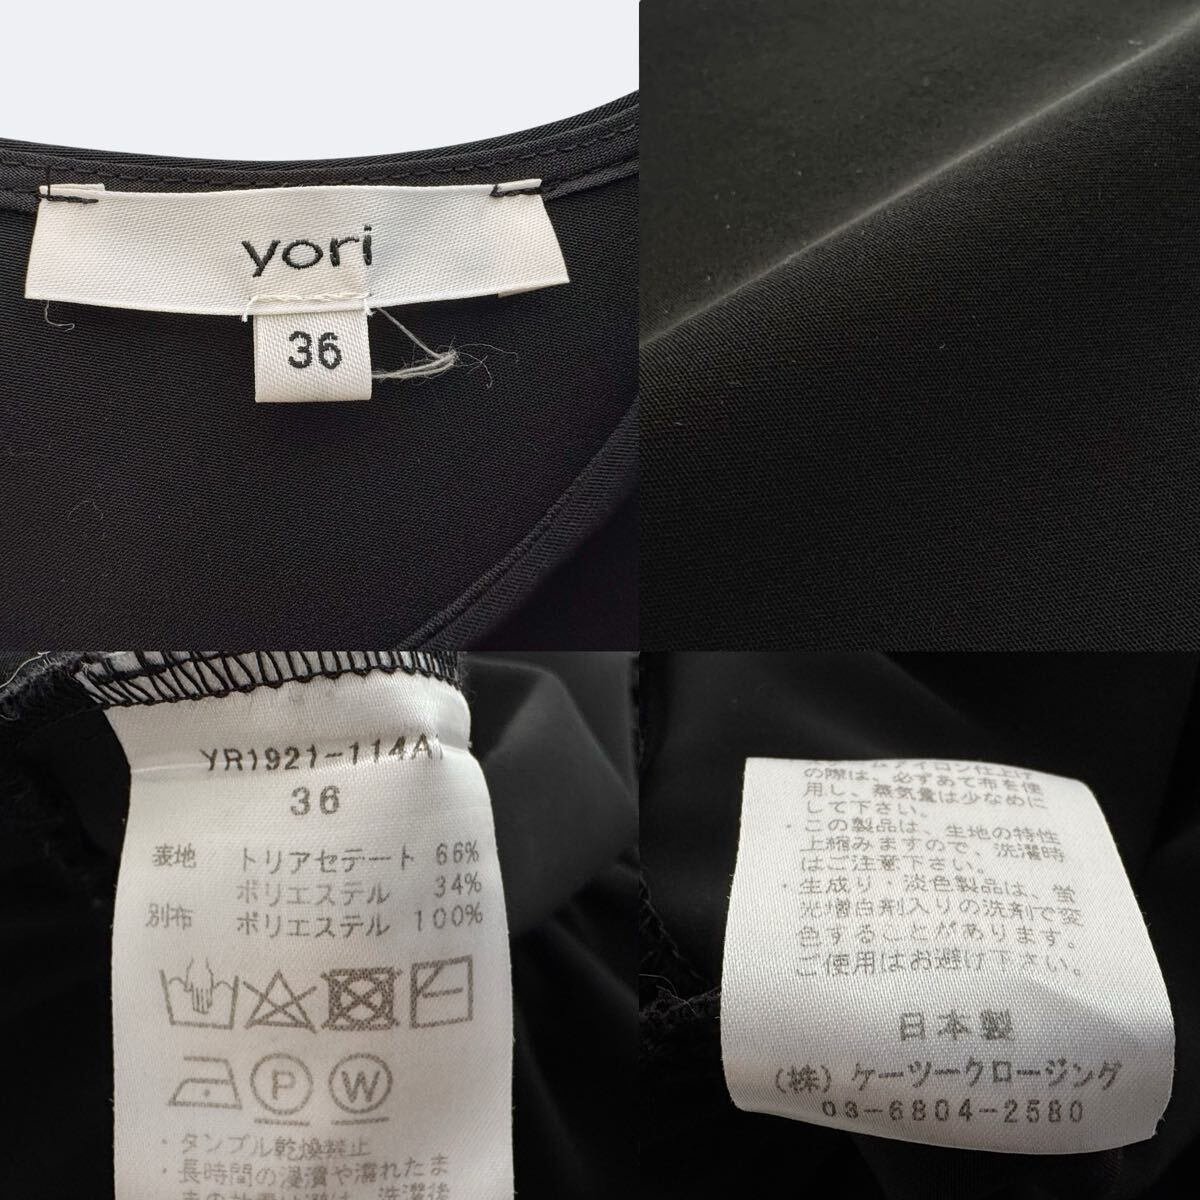 yori
36
YR1921-114A
36
表地 トリアセテート 66%
ポリエステル 34%
別布 ポリエステル 100%
P W
・タンブル乾燥禁止
・長時間の浸漬や濡れたま
アイロン仕上げ
の際は、必ずあて布を使
用し、蒸気量は少なめに
して下さい。
・この製品は、生地の特性
上縮みますので、洗濯時
はご注意下さい。
・生成り・淡色製品は、蛍
光増白剤入りの洗剤で変
色することがあります。
ご使用はお避け下さい。
日本製
(株)ケーツークロージング
03-6804-2580